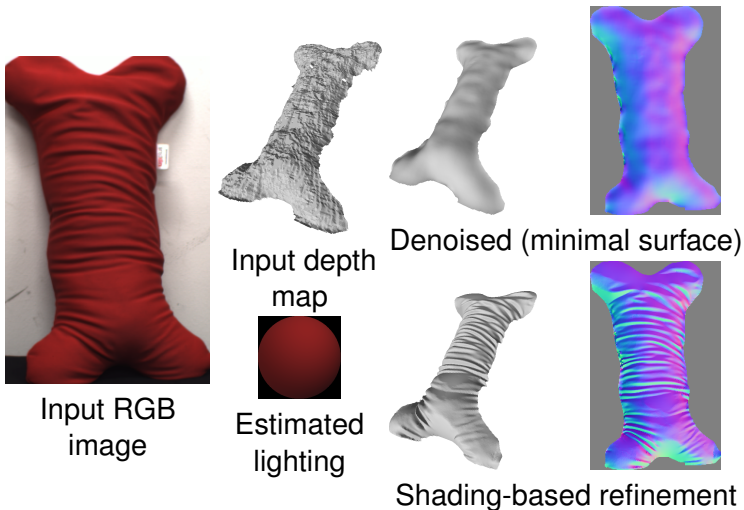 Denoised (minimal surface)
Input depth
map
Input RGB
image
Estimated
lighting
Shading-based refinement